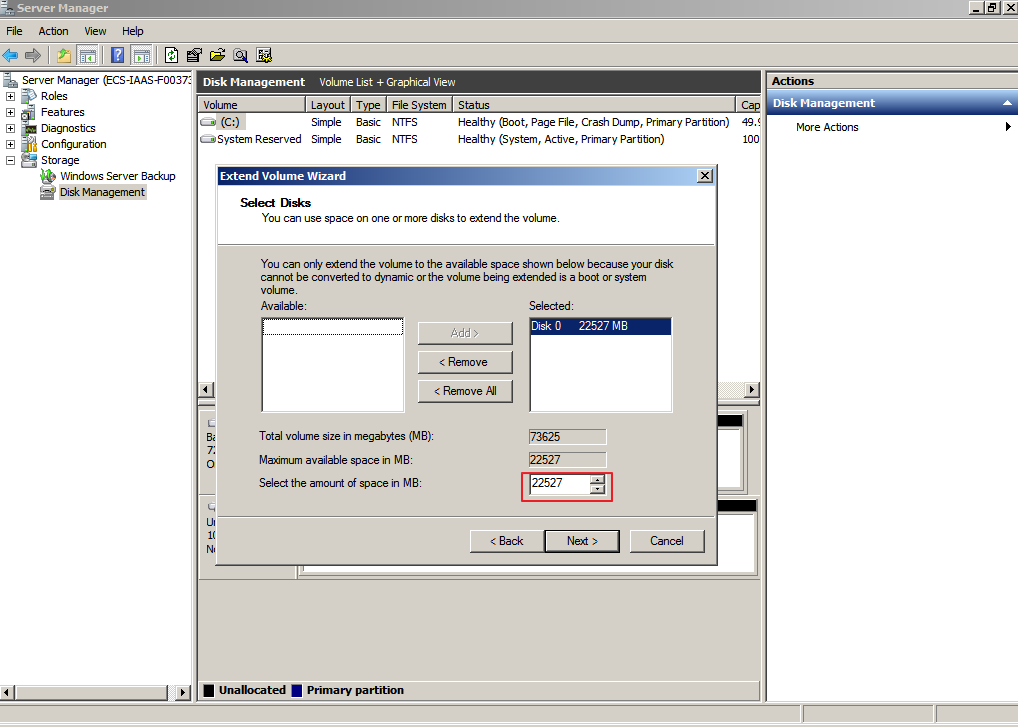 Server Manager
File Action View Help
Server Manager (ECS-IAAS-F00373
Roles
Features
Diagnostics
Configuration
Storage
Windows Server Backup
Disk Management
Disk Management Volume List + Graphical View
Volume Layout Type File System Status Cap
(C:) Simple Basic NTFS Healthy (Boot, Page File, Crash Dump, Primary Partition) 49.9
System Reserved Simple Basic NTFS Healthy (System, Active, Primary Partition) 100
Extend Volume Wizard
Select Disks
You can use space on one or more disks to extend the volume.
You can only extend the volume to the available space shown below because your disk
cannot be converted to dynamic or the volume being extended is a boot or system
volume.
Available:
Selected:
Disk 0 22527 MB
Add >
< Remove
< Remove All
Total volume size in megabytes (MB): 73625
Maximum available space in MB: 22527
Select the amount of space in MB: 22527
< Back Next > Cancel
Ba
72
O
Un
10
No
Unallocated Primary partition
Actions
Disk Management
More Actions